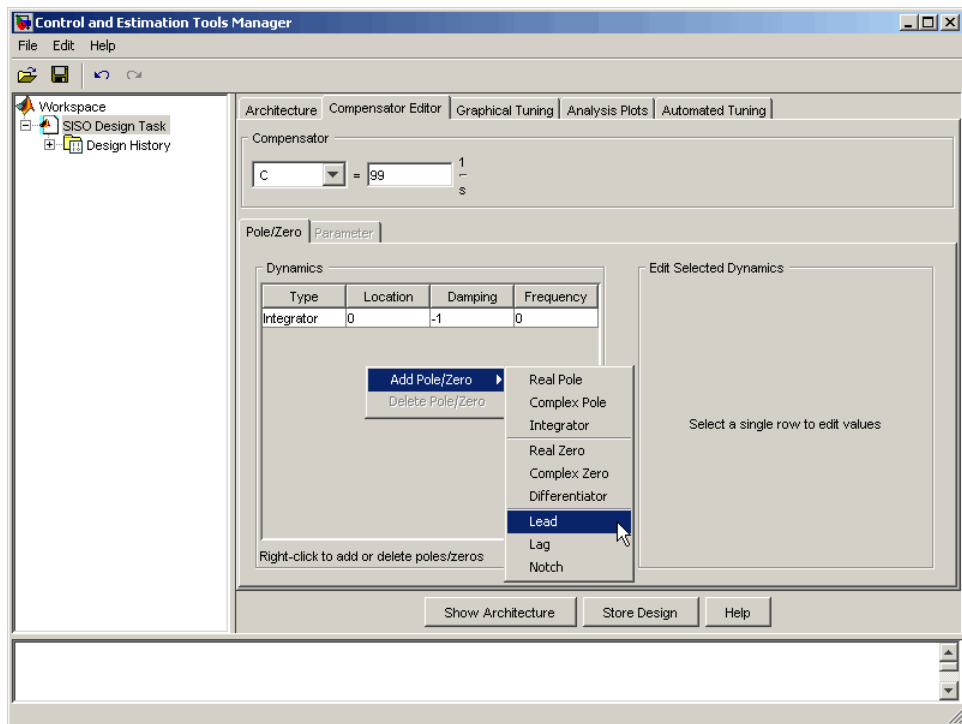 Control and Estimation Tools Manager
File Edit Help
Workspace
SISO Design Task
Design History
Architecture Compensator Editor Graphical Tuning Analysis Plots Automated Tuning
Compensator
C = 99 1
s
Pole/Zero Parameter
Dynamics
Type Location Damping Frequency
Integrator 0 -1 0
Add Pole/Zero
Delete Pole/Zero
Real Pole
Complex Pole
Integrator
Real Zero
Complex Zero
Differentiator
Lead
Lag
Notch
Right-click to add or delete poles/zeros
Edit Selected Dynamics
Select a single row to edit values
Show Architecture Store Design Help